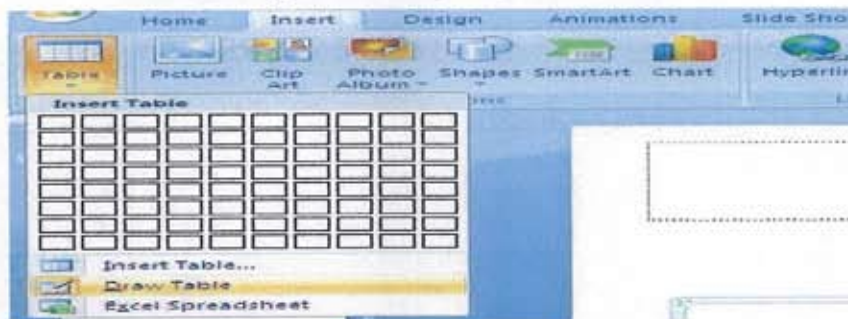 Home Insert Design Animations Slide Sho
Table Picture Clip Art Photo Album Shapes SmartArt Chart Hyperlin
Insert Table
Insert Table...
Draw Table
Excel Spreadsheet